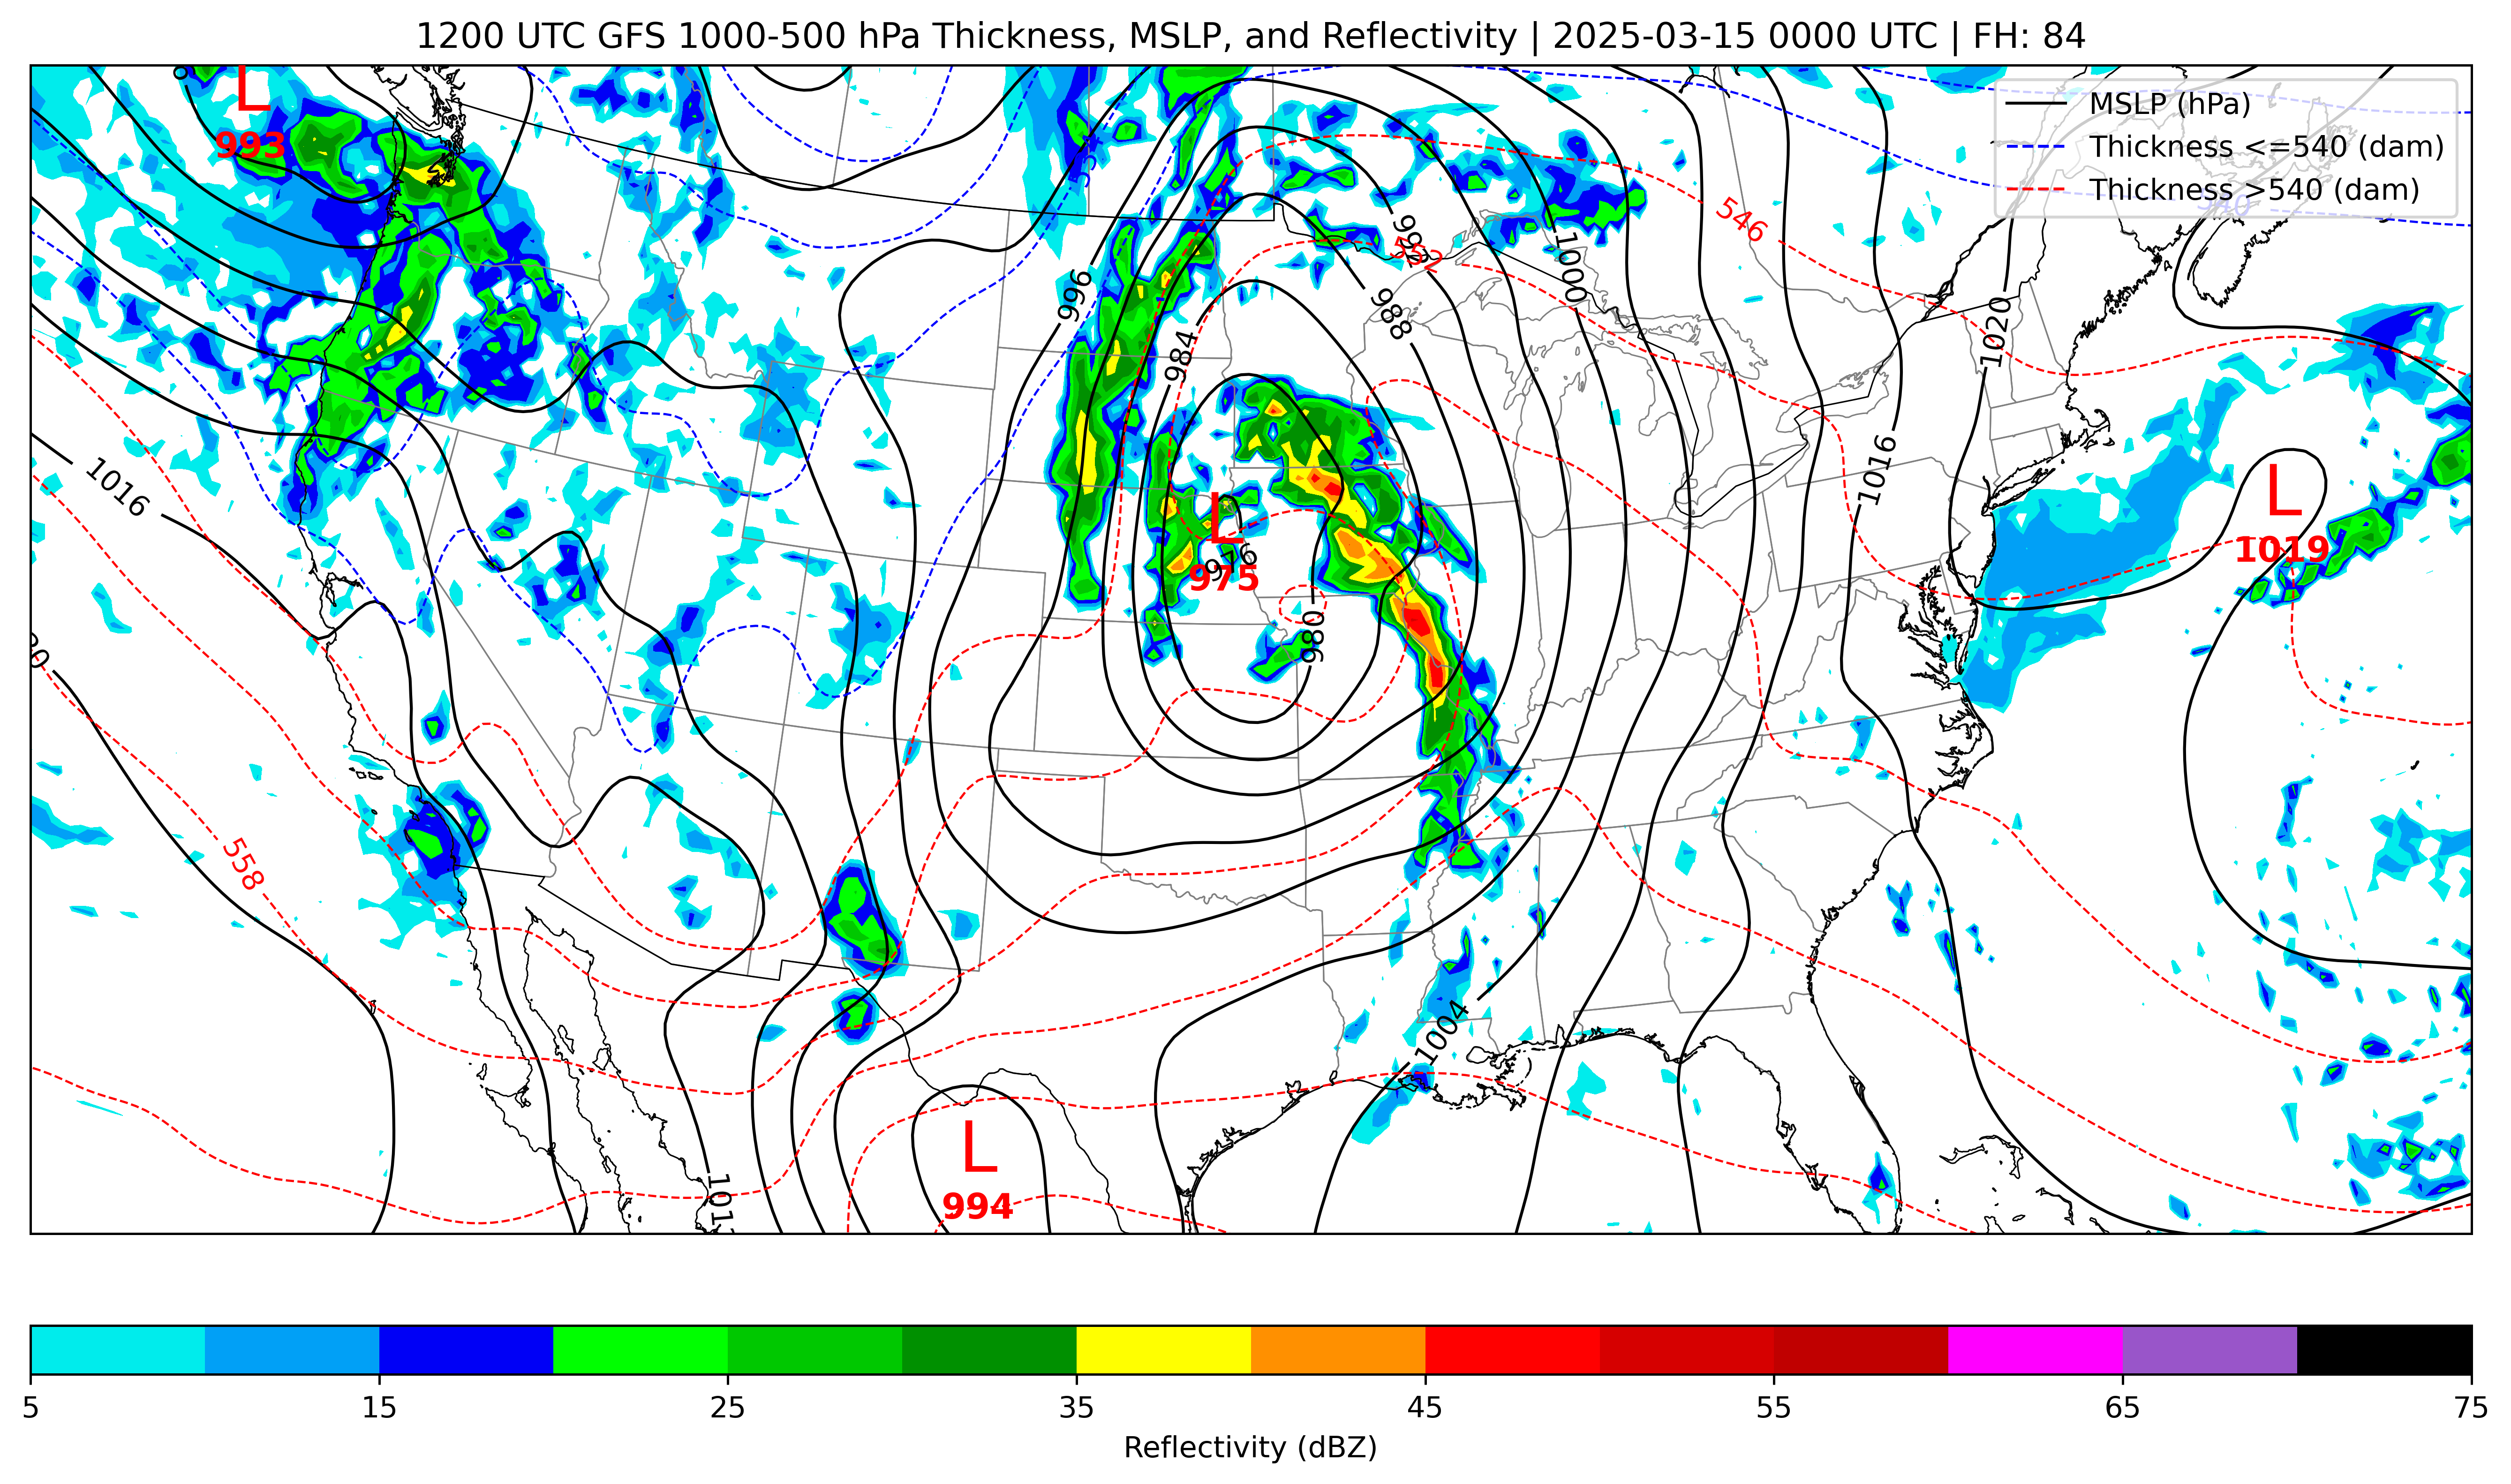 1200 UTC GFS 1000-500 hPa Thickness, MSLP, and Reflectivity | 2025-03-15 0000 UTC | FH: 84
MSLP (hPa)
Thickness <=540 (dam)
Thickness >540 (dam)
L
993
546
992
552
1000
996
988
984
1020
1016
1016
L
976
975
L
1019
980
558
1004
L
994
5
15
25
35
45
55
65
75
Reflectivity (dBZ)